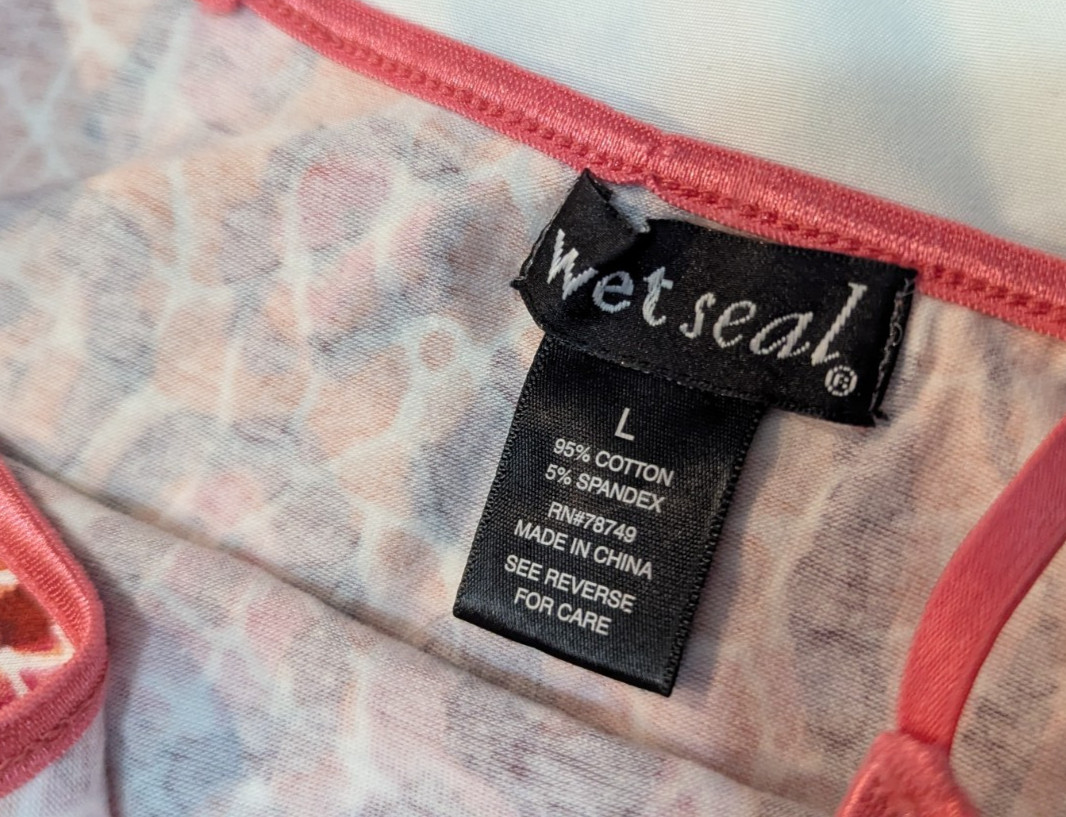 wet seal®
L
95% COTTON
5% SPANDEX
RN#78749
MADE IN CHINA
SEE REVERSE
FOR CARE